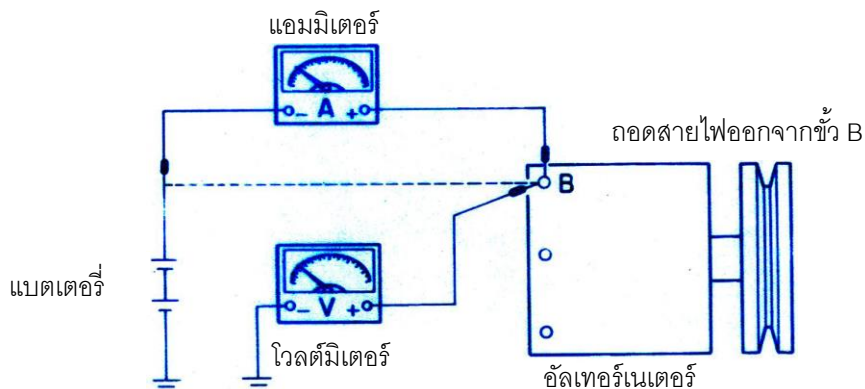 แอมมิเตอร์
- A +
ถอดสายไฟออกจากขั้ว B
B
แบตเตอรี่
- V +
โวลต์มิเตอร์
อัลเทอร์เนเตอร์